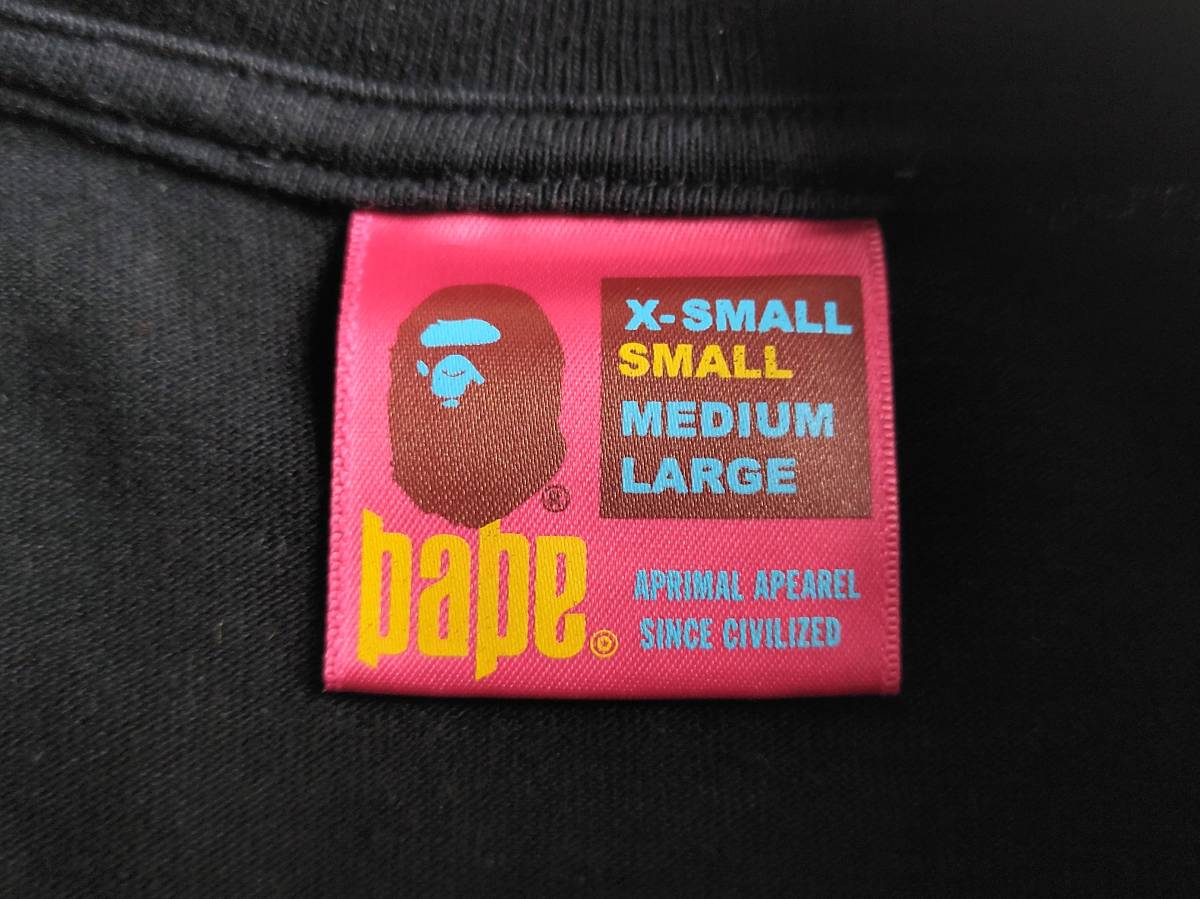 X-SMALL
SMALL
MEDIUM
LARGE
®
bape
APRIMAL APEAREL
SINCE CIVILIZED